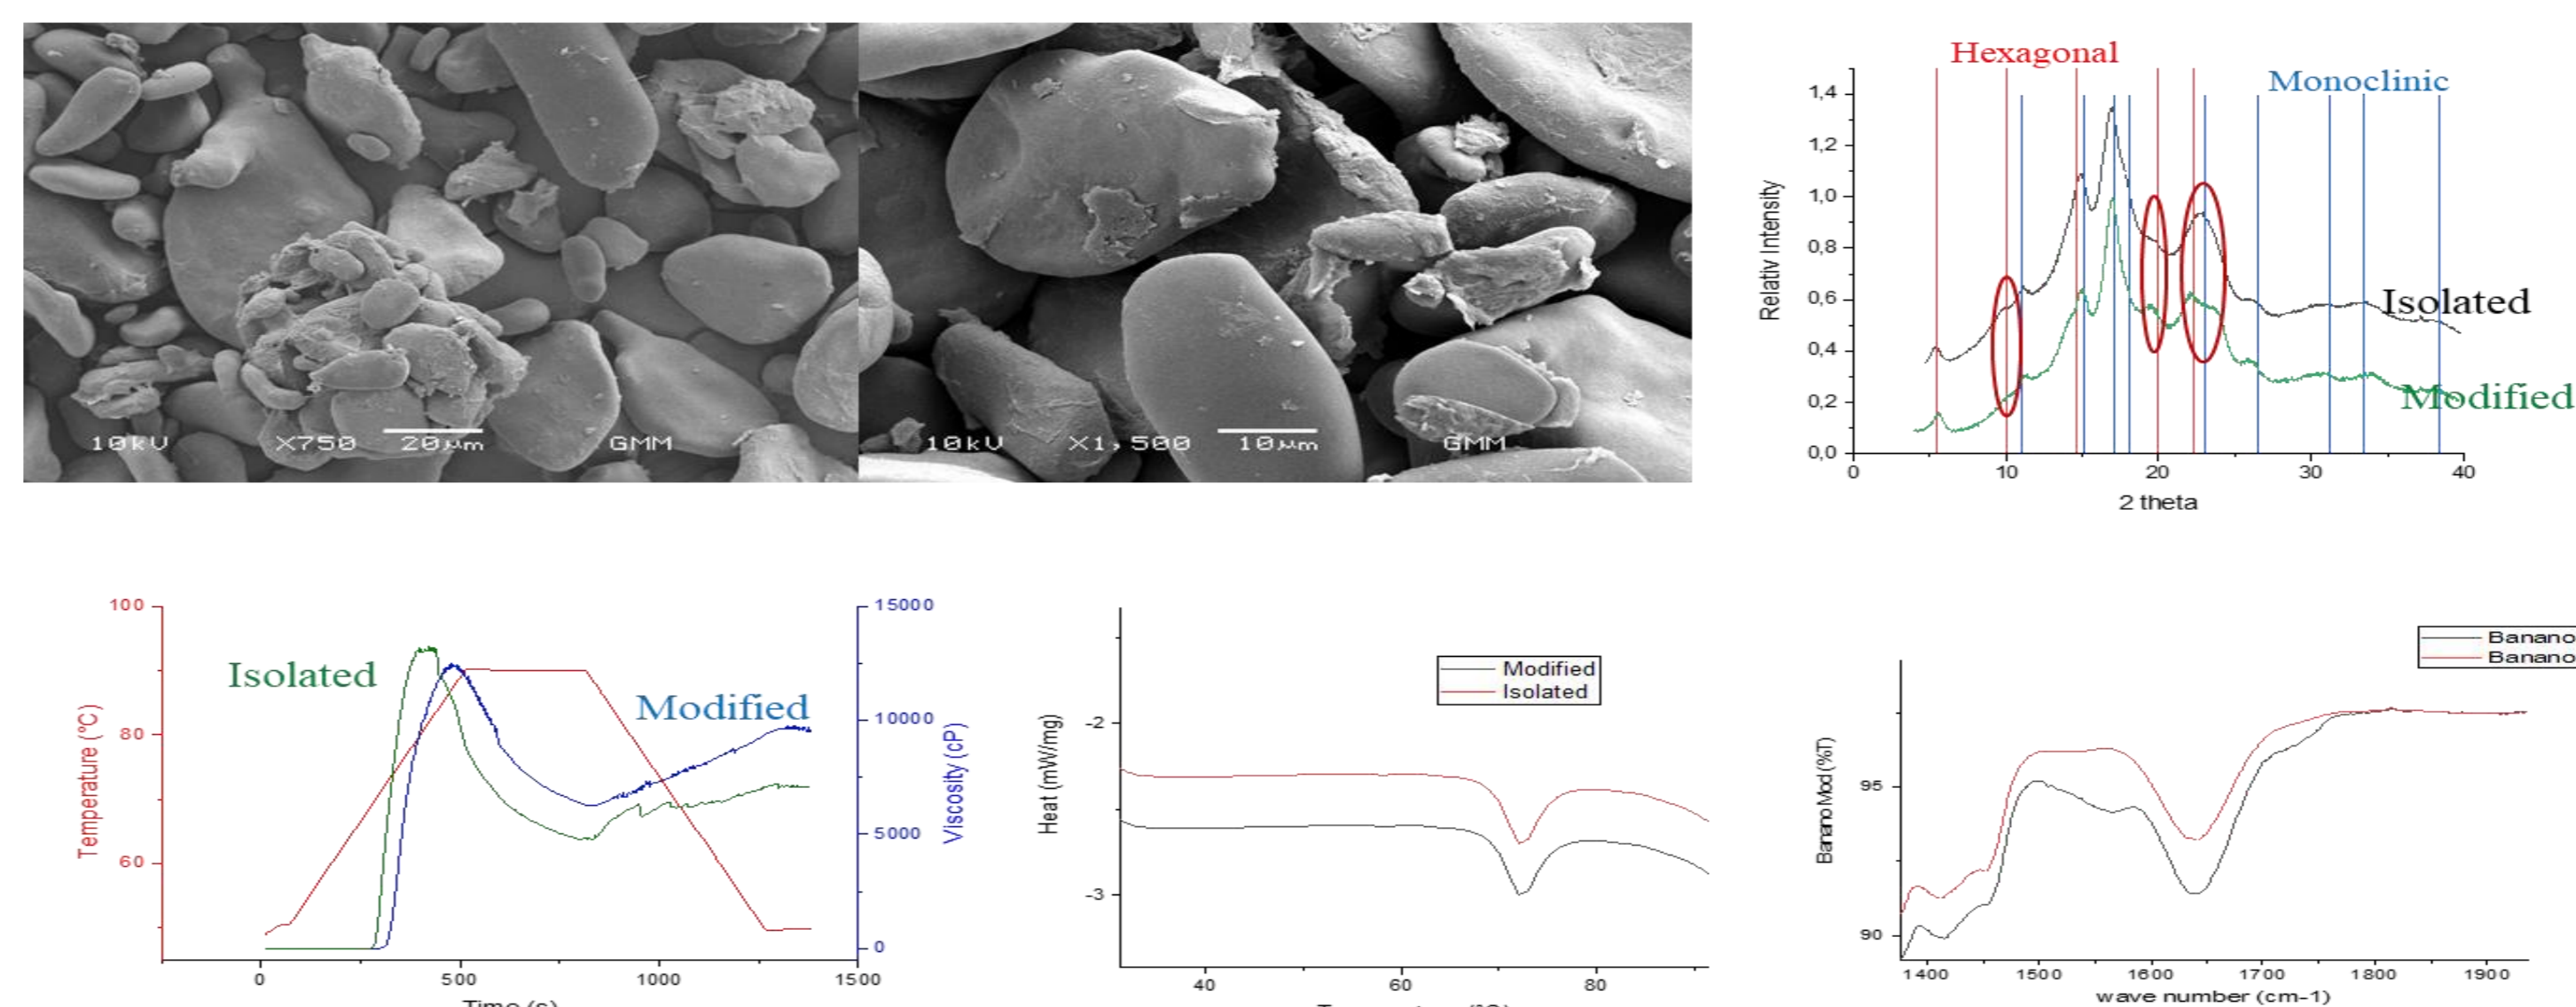 10kV X750 20µm GMM
10kV X1,500 10µm GMM
Hexagonal
Monoclinic
Relativ Intensity
1,4
1,2
1,0
0,8
0,6
0,4
0,2
0,0
0 10 20 30 40
2 theta
Isolated
Modified
Temperature (°C)
100
80
60
Isolated
Modified
15000
10000
5000
0
Viscosity (cP)
0 500 1000 1500
Time (s)
Heat (mW/mg)
-2
-3
Modified
Isolated
40 60 80
Banano Mod (%T)
95
90
Banano
Banano
1400 1500 1600 1700 1800 1900
wave number (cm-1)